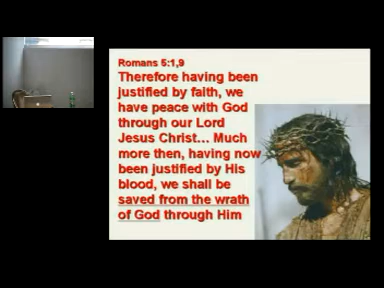 Romans 5:1,9
Therefore having been
justified by faith, we
have peace with God
through our Lord
Jesus Christ... Much
more then, having now
been justified by His
blood, we shall be
saved from the wrath
of God through Him